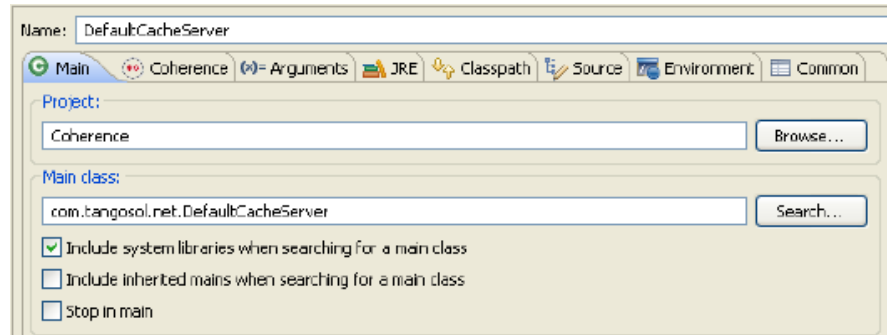 Name: DefaultCacheServer
Main Coherence (x)= Arguments JRE Classpath Source Environment Common
Project:
Coherence Browse...
Main class:
com.tangosol.net.DefaultCacheServer Search...
Include system libraries when searching for a main class
Include inherited mains when searching for a main class
Stop in main